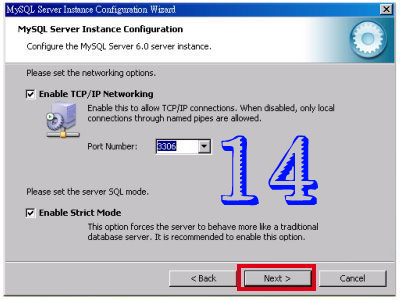 MySQL Server Instance Configuration Wizard
MySQL Server Instance Configuration
Configure the MySQL Server 6.0 server instance.
Please set the networking options.
Enable TCP/IP Networking
Enable this to allow TCP/IP connections. When disabled, only local
connections through named pipes are allowed.
Port Number: 3306
14
Please set the server SQL mode.
Enable Strict Mode
This option forces the server to behave more like a traditional
database server. It is recommended to enable this option.
< Back Next > Cancel